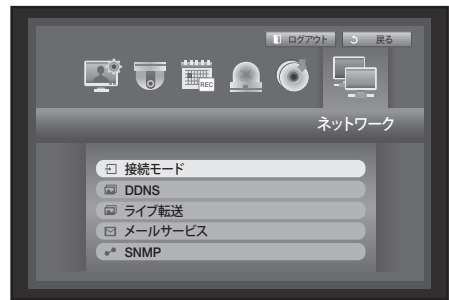 ログアウト 戻る
REC
ネットワーク
接続モード
DDNS
ライブ転送
メールサービス
SNMP